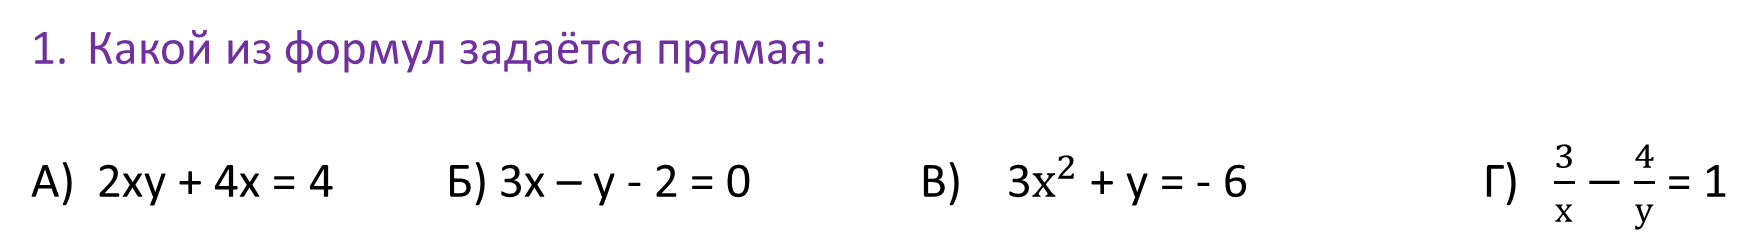 1. Какой из формул задаётся прямая:
А) 2xy + 4x = 4 Б) 3x – y - 2 = 0 В) 3x² + y = - 6 Г) 3/x − 4/y = 1